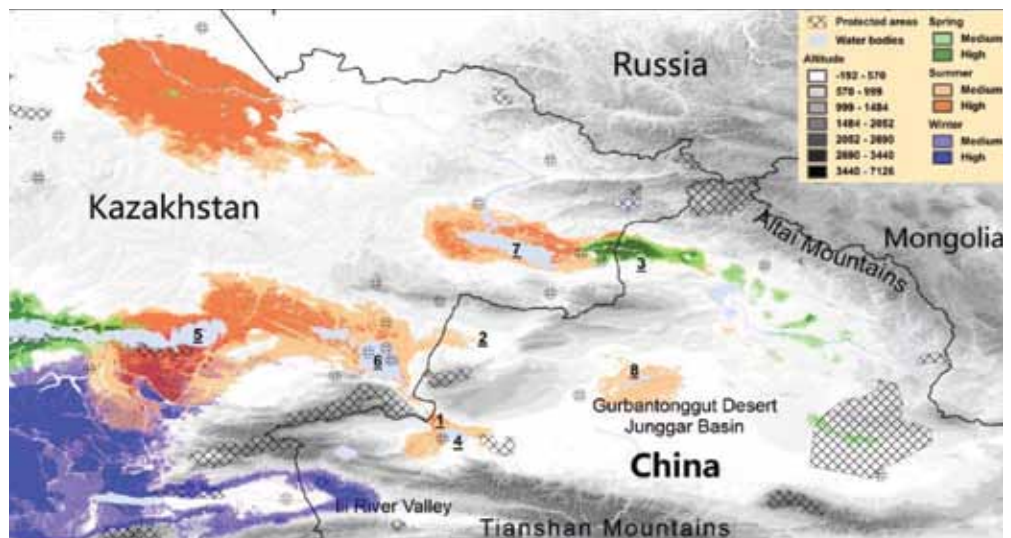 Russia
Kazakhstan
Altai Mountains
Mongolia
7
3
5
6
2
8
1
4
Gurbantonggut Desert
Junggar Basin
China
Ili River Valley
Tianshan Mountains
Protected areas
Water bodies
Altitude
-192 - 570
570 - 999
999 - 1484
1484 - 2052
2052 - 2690
2690 - 3440
3440 - 7126
Spring
Medium
High
Summer
Medium
High
Winter
Medium
High